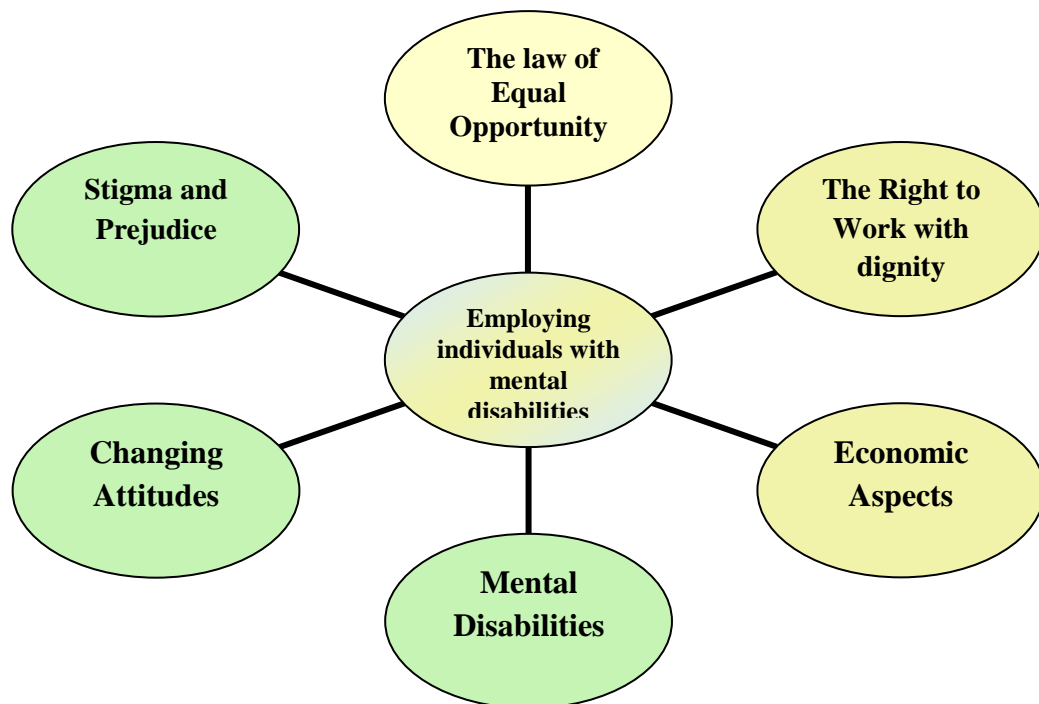 The law of
Equal
Opportunity
Stigma and
Prejudice
The Right to
Work with
dignity
Employing
individuals with
mental
disabilities
Changing
Attitudes
Economic
Aspects
Mental
Disabilities